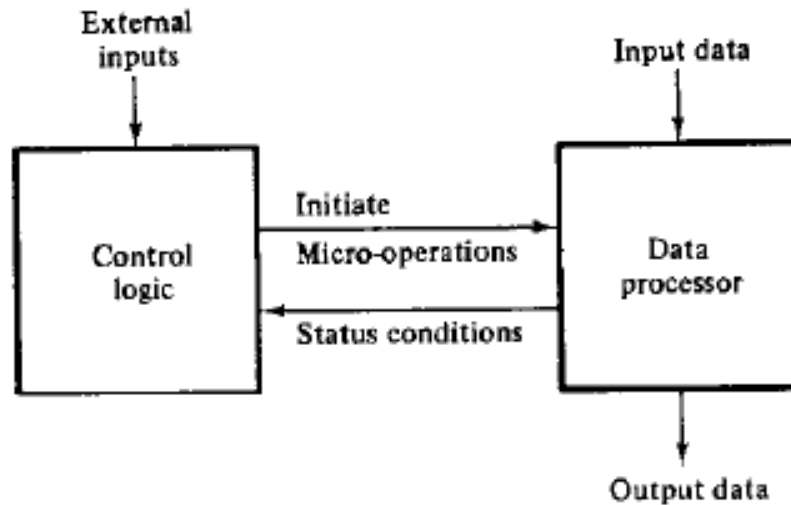 External
inputs
Input data
Initiate
Micro-operations
Control
logic
Data
processor
Status conditions
Output data